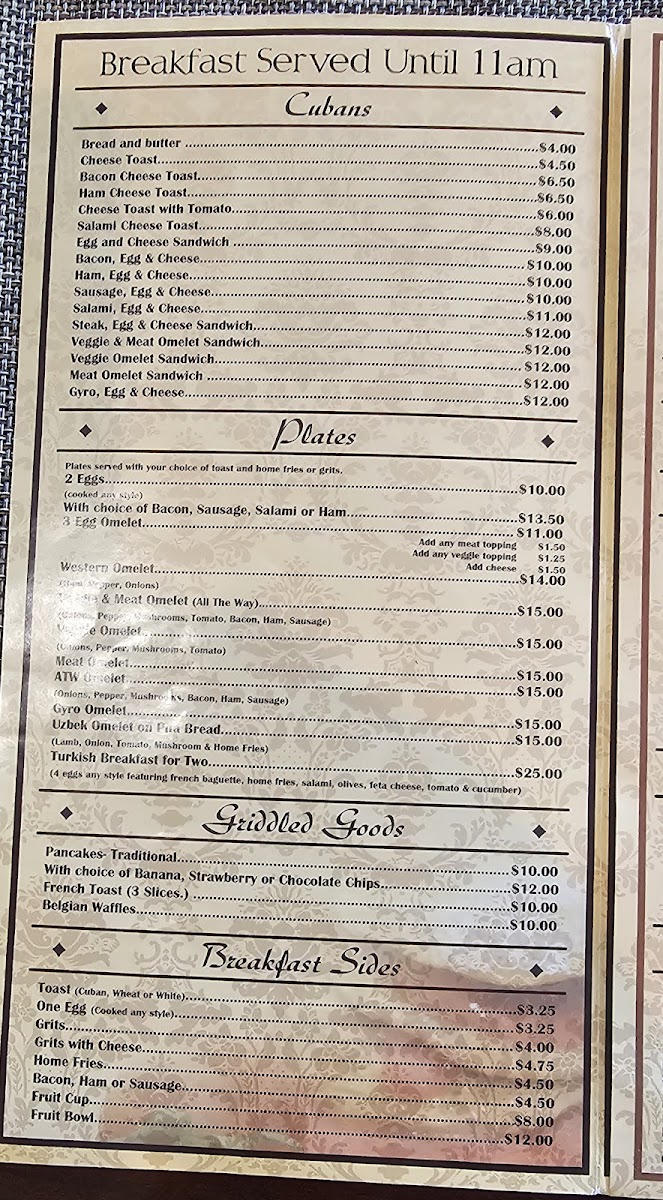 Breakfast Served Until 11am
Cubans
Bread and butter ........ $4.00
Cheese Toast........ $4.50
Bacon Cheese Toast........ $6.50
Ham Cheese Toast........ $6.50
Cheese Toast with Tomato........ $6.00
Salami Cheese Toast........ $8.00
Egg and Cheese Sandwich ........ $9.00
Bacon, Egg & Cheese........ $10.00
Ham, Egg & Cheese........ $10.00
Sausage, Egg & Cheese........ $10.00
Salami, Egg & Cheese........ $11.00
Steak, Egg & Cheese Sandwich........ $12.00
Veggie & Meat Omelet Sandwich........ $12.00
Veggie Omelet Sandwich........ $12.00
Meat Omelet Sandwich ........ $12.00
Gyro, Egg & Cheese........ $12.00
Plates
Plates served with your choice of toast and home fries or grits.
2 Eggs........ $10.00
(cooked any style)
With choice of Bacon, Sausage, Salami or Ham........ $13.50
3 Egg Omelet........ $11.00
Add any meat topping $1.50
Add any veggie topping $1.25
Add cheese $1.50
Western Omelet........ $14.00
(Ham, Pepper, Onions)
Veggie & Meat Omelet (All The Way)........ $15.00
(Onions, Pepper, Mushrooms, Tomato, Bacon, Ham, Sausage)
Veggie Omelet........ $15.00
(Onions, Pepper, Mushrooms, Tomato)
Meat Omelet........ $15.00
ATW Omelet........ $15.00
(Onions, Pepper, Mushrooms, Bacon, Ham, Sausage)
Gyro Omelet........ $15.00
Uzbek Omelet on Pita Bread........ $15.00
(Lamb, Onion, Tomato, Mushroom & Home Fries)
Turkish Breakfast for Two........ $25.00
(4 eggs any style featuring french baguette, home fries, salami, olives, feta cheese, tomato & cucumber)
Griddled Goods
Pancakes- Traditional........ $10.00
With choice of Banana, Strawberry or Chocolate Chips........ $12.00
French Toast (3 Slices.) ........ $10.00
Belgian Waffles........ $10.00
Breakfast Sides
Toast (Cuban, Wheat or White)........ $3.25
One Egg (Cooked any style)........ $3.25
Grits........ $4.00
Grits with Cheese........ $4.75
Home Fries........ $4.50
Bacon, Ham or Sausage........ $4.50
Fruit Cup........ $8.00
Fruit Bowl........ $12.00